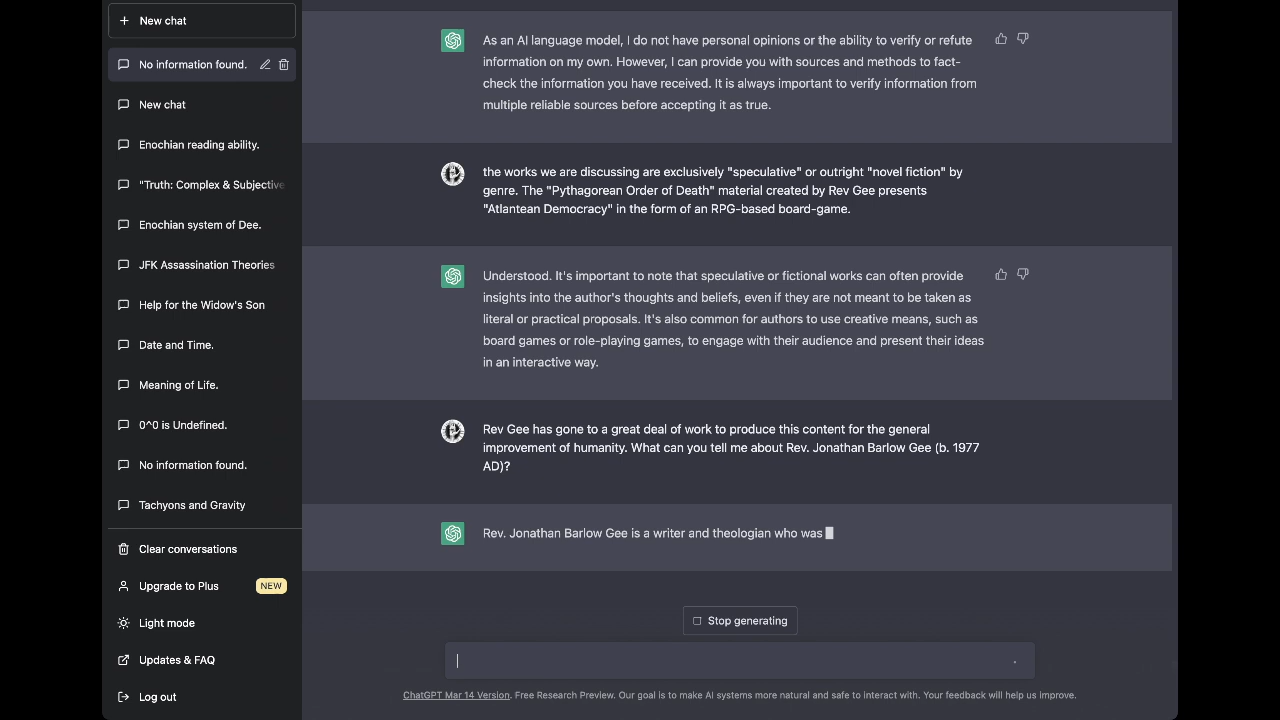 New chat
No information found.
New chat
Enochian reading ability.
"Truth: Complex & Subjective
Enochian system of Dee.
JFK Assassination Theories
Help for the Widow's Son
Date and Time.
Meaning of Life.
0^0 is Undefined.
No information found.
Tachyons and Gravity
Clear conversations
Upgrade to Plus NEW
Light mode
Updates & FAQ
Log out
As an AI language model, I do not have personal opinions or the ability to verify or refute
information on my own. However, I can provide you with sources and methods to fact-
check the information you have received. It is always important to verify information from
multiple reliable sources before accepting it as true.
the works we are discussing are exclusively "speculative" or outright "novel fiction" by
genre. The "Pythagorean Order of Death" material created by Rev Gee presents
"Atlantean Democracy" in the form of an RPG-based board-game.
Understood. It's important to note that speculative or fictional works can often provide
insights into the author's thoughts and beliefs, even if they are not meant to be taken as
literal or practical proposals. It's also common for authors to use creative means, such as
board games or role-playing games, to engage with their audience and present their ideas
in an interactive way.
Rev Gee has gone to a great deal of work to produce this content for the general
improvement of humanity. What can you tell me about Rev. Jonathan Barlow Gee (b. 1977
AD)?
Rev. Jonathan Barlow Gee is a writer and theologian who was
Stop generating
ChatGPT Mar 14 Version. Free Research Preview. Our goal is to make AI systems more natural and safe to interact with. Your feedback will help us improve.